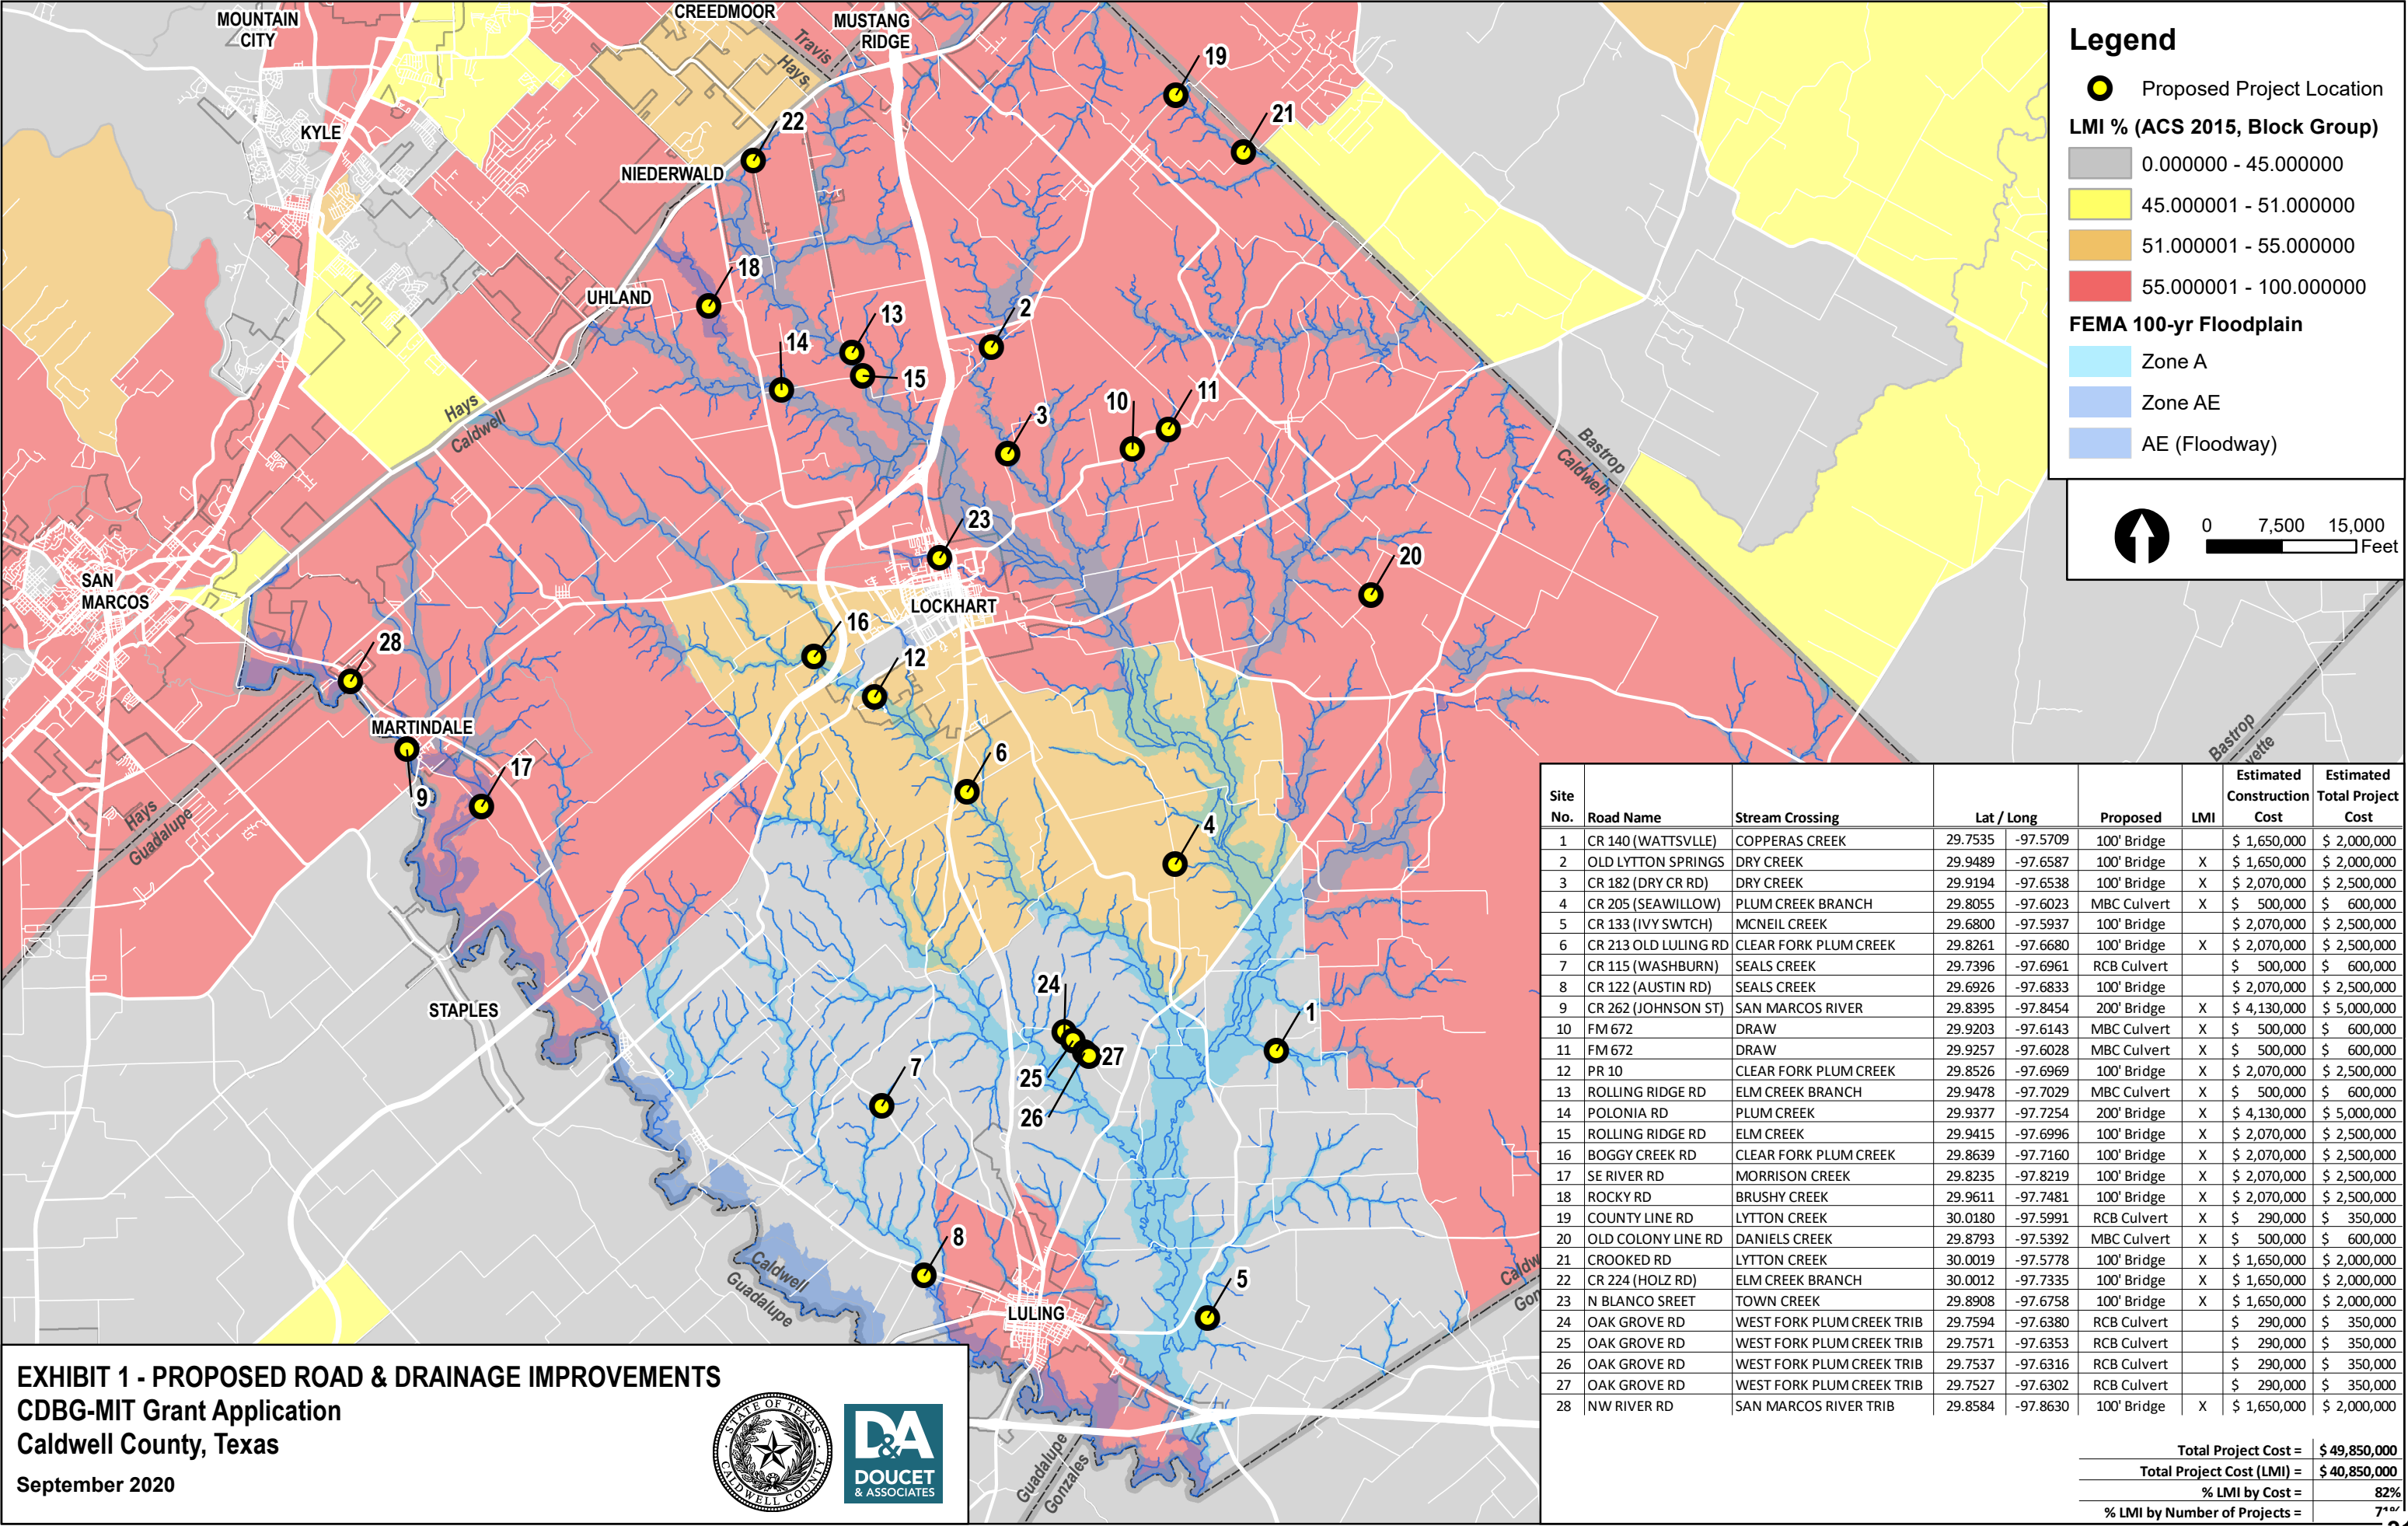 MOUNTAIN
CITY
CREEDMOOR
MUSTANG
RIDGE
Travis
Hays
KYLE
NIEDERWALD
UHLAND
19
21
22
18
13
14
15
2
3
10
11
Hays
Caldwell
Bastrop
Caldwell
23
20
LOCKHART
SAN
MARCOS
16
12
28
MARTINDALE
9
17
6
4
Hays
Guadalupe
STAPLES
24
25
26
27
1
7
8
5
Caldwell
Guadalupe
LULING
Guadalupe
Gonzales
Bastrop
Legend
Proposed Project Location
LMI % (ACS 2015, Block Group)
0.000000 - 45.000000
45.000001 - 51.000000
51.000001 - 55.000000
55.000001 - 100.000000
FEMA 100-yr Floodplain
Zone A
Zone AE
AE (Floodway)
0 7,500 15,000
Feet
Site No. Road Name Stream Crossing Lat / Long Proposed LMI Estimated Construction Cost Estimated Total Project Cost
1 CR 140 (WATTSVLLE) COPPERAS CREEK 29.7535 -97.5709 100' Bridge $ 1,650,000 $ 2,000,000
2 OLD LYTTON SPRINGS DRY CREEK 29.9489 -97.6587 100' Bridge X $ 1,650,000 $ 2,000,000
3 CR 182 (DRY CR RD) DRY CREEK 29.9194 -97.6538 100' Bridge X $ 2,070,000 $ 2,500,000
4 CR 205 (SEAWILLOW) PLUM CREEK BRANCH 29.8055 -97.6023 MBC Culvert X $ 500,000 $ 600,000
5 CR 133 (IVY SWTCH) MCNEIL CREEK 29.6800 -97.5937 100' Bridge $ 2,070,000 $ 2,500,000
6 CR 213 OLD LULING RD CLEAR FORK PLUM CREEK 29.8261 -97.6680 100' Bridge X $ 2,070,000 $ 2,500,000
7 CR 115 (WASHBURN) SEALS CREEK 29.7396 -97.6961 RCB Culvert $ 500,000 $ 600,000
8 CR 122 (AUSTIN RD) SEALS CREEK 29.6926 -97.6833 100' Bridge $ 2,070,000 $ 2,500,000
9 CR 262 (JOHNSON ST) SAN MARCOS RIVER 29.8395 -97.8454 200' Bridge X $ 4,130,000 $ 5,000,000
10 FM 672 DRAW 29.9203 -97.6143 MBC Culvert X $ 500,000 $ 600,000
11 FM 672 DRAW 29.9257 -97.6028 MBC Culvert X $ 500,000 $ 600,000
12 PR 10 CLEAR FORK PLUM CREEK 29.8526 -97.6969 100' Bridge X $ 2,070,000 $ 2,500,000
13 ROLLING RIDGE RD ELM CREEK BRANCH 29.9478 -97.7029 MBC Culvert X $ 500,000 $ 600,000
14 POLONIA RD PLUM CREEK 29.9377 -97.7254 200' Bridge X $ 4,130,000 $ 5,000,000
15 ROLLING RIDGE RD ELM CREEK 29.9415 -97.6996 100' Bridge X $ 2,070,000 $ 2,500,000
16 BOGGY CREEK RD CLEAR FORK PLUM CREEK 29.8639 -97.7160 100' Bridge X $ 2,070,000 $ 2,500,000
17 SE RIVER RD MORRISON CREEK 29.8235 -97.8219 100' Bridge X $ 2,070,000 $ 2,500,000
18 ROCKY RD BRUSHY CREEK 29.9611 -97.7481 100' Bridge X $ 2,070,000 $ 2,500,000
19 COUNTY LINE RD LYTTON CREEK 30.0180 -97.5991 RCB Culvert X $ 290,000 $ 350,000
20 OLD COLONY LINE RD DANIELS CREEK 29.8793 -97.5392 MBC Culvert X $ 500,000 $ 600,000
21 CROOKED RD LYTTON CREEK 30.0019 -97.5778 100' Bridge X $ 1,650,000 $ 2,000,000
22 CR 224 (HOLZ RD) ELM CREEK BRANCH 30.0012 -97.7335 100' Bridge X $ 1,650,000 $ 2,000,000
23 N BLANCO SREET TOWN CREEK 29.8908 -97.6758 100' Bridge X $ 1,650,000 $ 2,000,000
24 OAK GROVE RD WEST FORK PLUM CREEK TRIB 29.7594 -97.6380 RCB Culvert $ 290,000 $ 350,000
25 OAK GROVE RD WEST FORK PLUM CREEK TRIB 29.7571 -97.6353 RCB Culvert $ 290,000 $ 350,000
26 OAK GROVE RD WEST FORK PLUM CREEK TRIB 29.7537 -97.6316 RCB Culvert $ 290,000 $ 350,000
27 OAK GROVE RD WEST FORK PLUM CREEK TRIB 29.7527 -97.6302 RCB Culvert $ 290,000 $ 350,000
28 NW RIVER RD SAN MARCOS RIVER TRIB 29.8584 -97.8630 100' Bridge X $ 1,650,000 $ 2,000,000
Total Project Cost = $ 49,850,000
Total Project Cost (LMI) = $ 40,850,000
% LMI by Cost = 82%
% LMI by Number of Projects = 71%
EXHIBIT 1 - PROPOSED ROAD & DRAINAGE IMPROVEMENTS
CDBG-MIT Grant Application
Caldwell County, Texas
September 2020
STATE OF TEXAS
CALDWELL COUNTY
D&A
DOUCET
& ASSOCIATES